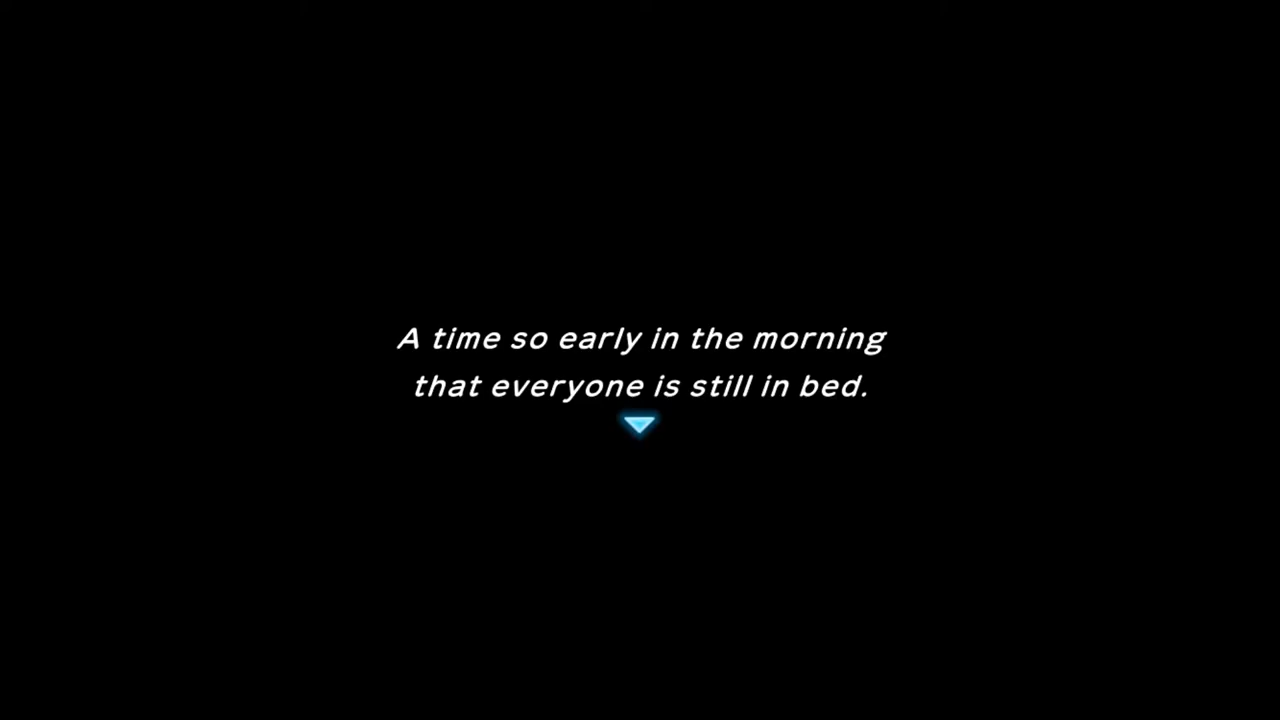 A time so early in the morning
that everyone is still in bed.